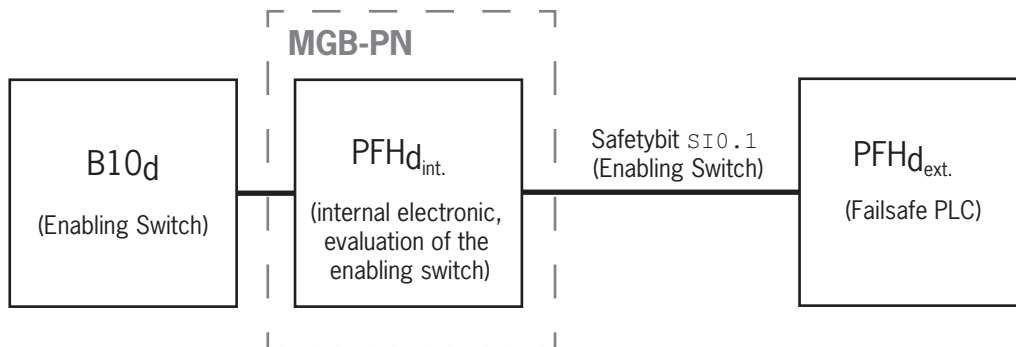 MGB-PN
B10d
(Enabling Switch)
PFHdint.
(internal electronic,
evaluation of the
enabling switch)
Safetybit SI0.1
(Enabling Switch)
PFHdext.
(Failsafe PLC)